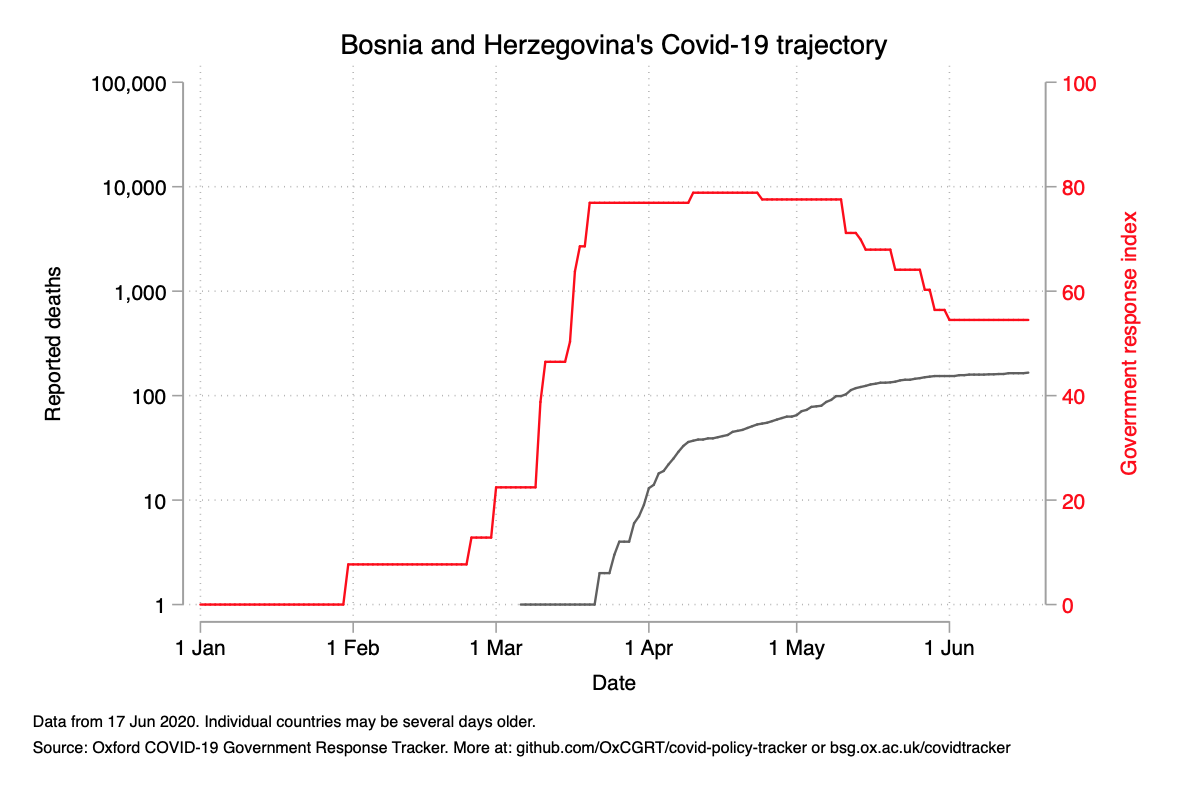 Bosnia and Herzegovina's Covid-19 trajectory
100,000
10,000
1,000
100
10
1
Reported deaths
100
80
60
40
20
0
Government response index
1 Jan
1 Feb
1 Mar
1 Apr
1 May
1 Jun
Date
Data from 17 Jun 2020. Individual countries may be several days older.
Source: Oxford COVID-19 Government Response Tracker. More at: github.com/OxCGRT/covid-policy-tracker or bsg.ox.ac.uk/covidtracker